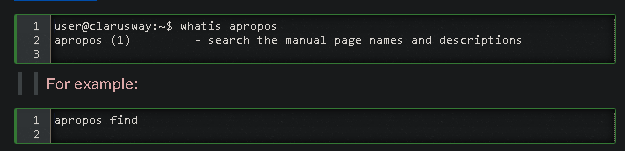 1 user@clarusway:~$ whatis apropos
2 apropos (1) - search the manual page names and descriptions
3
For example:
1 apropos find
2